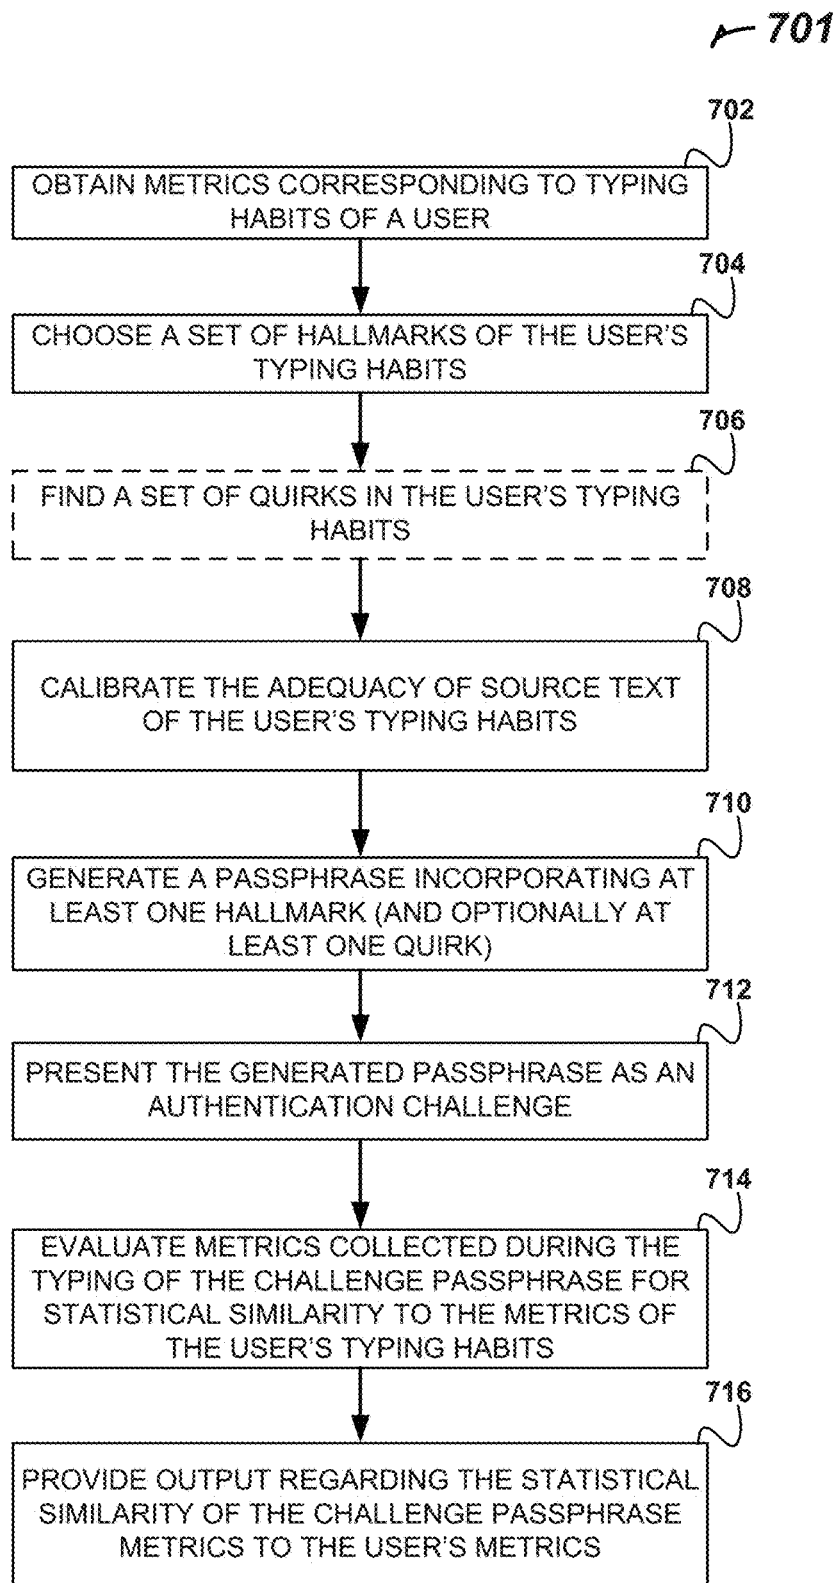 701
702
OBTAIN METRICS CORRESPONDING TO TYPING
HABITS OF A USER
704
CHOOSE A SET OF HALLMARKS OF THE USER'S
TYPING HABITS
706
FIND A SET OF QUIRKS IN THE USER'S TYPING
HABITS
708
CALIBRATE THE ADEQUACY OF SOURCE TEXT
OF THE USER'S TYPING HABITS
710
GENERATE A PASSPHRASE INCORPORATING AT
LEAST ONE HALLMARK (AND OPTIONALLY AT
LEAST ONE QUIRK)
712
PRESENT THE GENERATED PASSPHRASE AS AN
AUTHENTICATION CHALLENGE
714
EVALUATE METRICS COLLECTED DURING THE
TYPING OF THE CHALLENGE PASSPHRASE FOR
STATISTICAL SIMILARITY TO THE METRICS OF
THE USER'S TYPING HABITS
716
PROVIDE OUTPUT REGARDING THE STATISTICAL
SIMILARITY OF THE CHALLENGE PASSPHRASE
METRICS TO THE USER'S METRICS